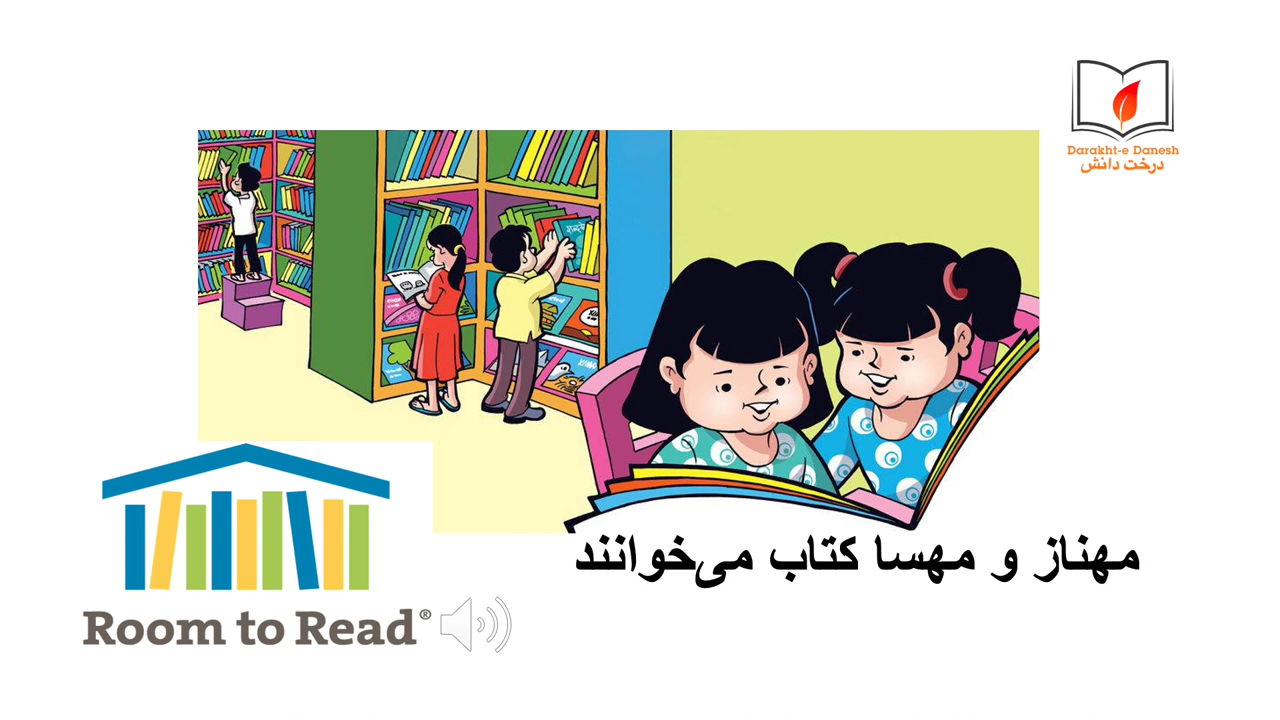 Darakht-e Danesh
درخت دانش
مهناز و مهسا کتاب می‌خوانند
Room to Read®